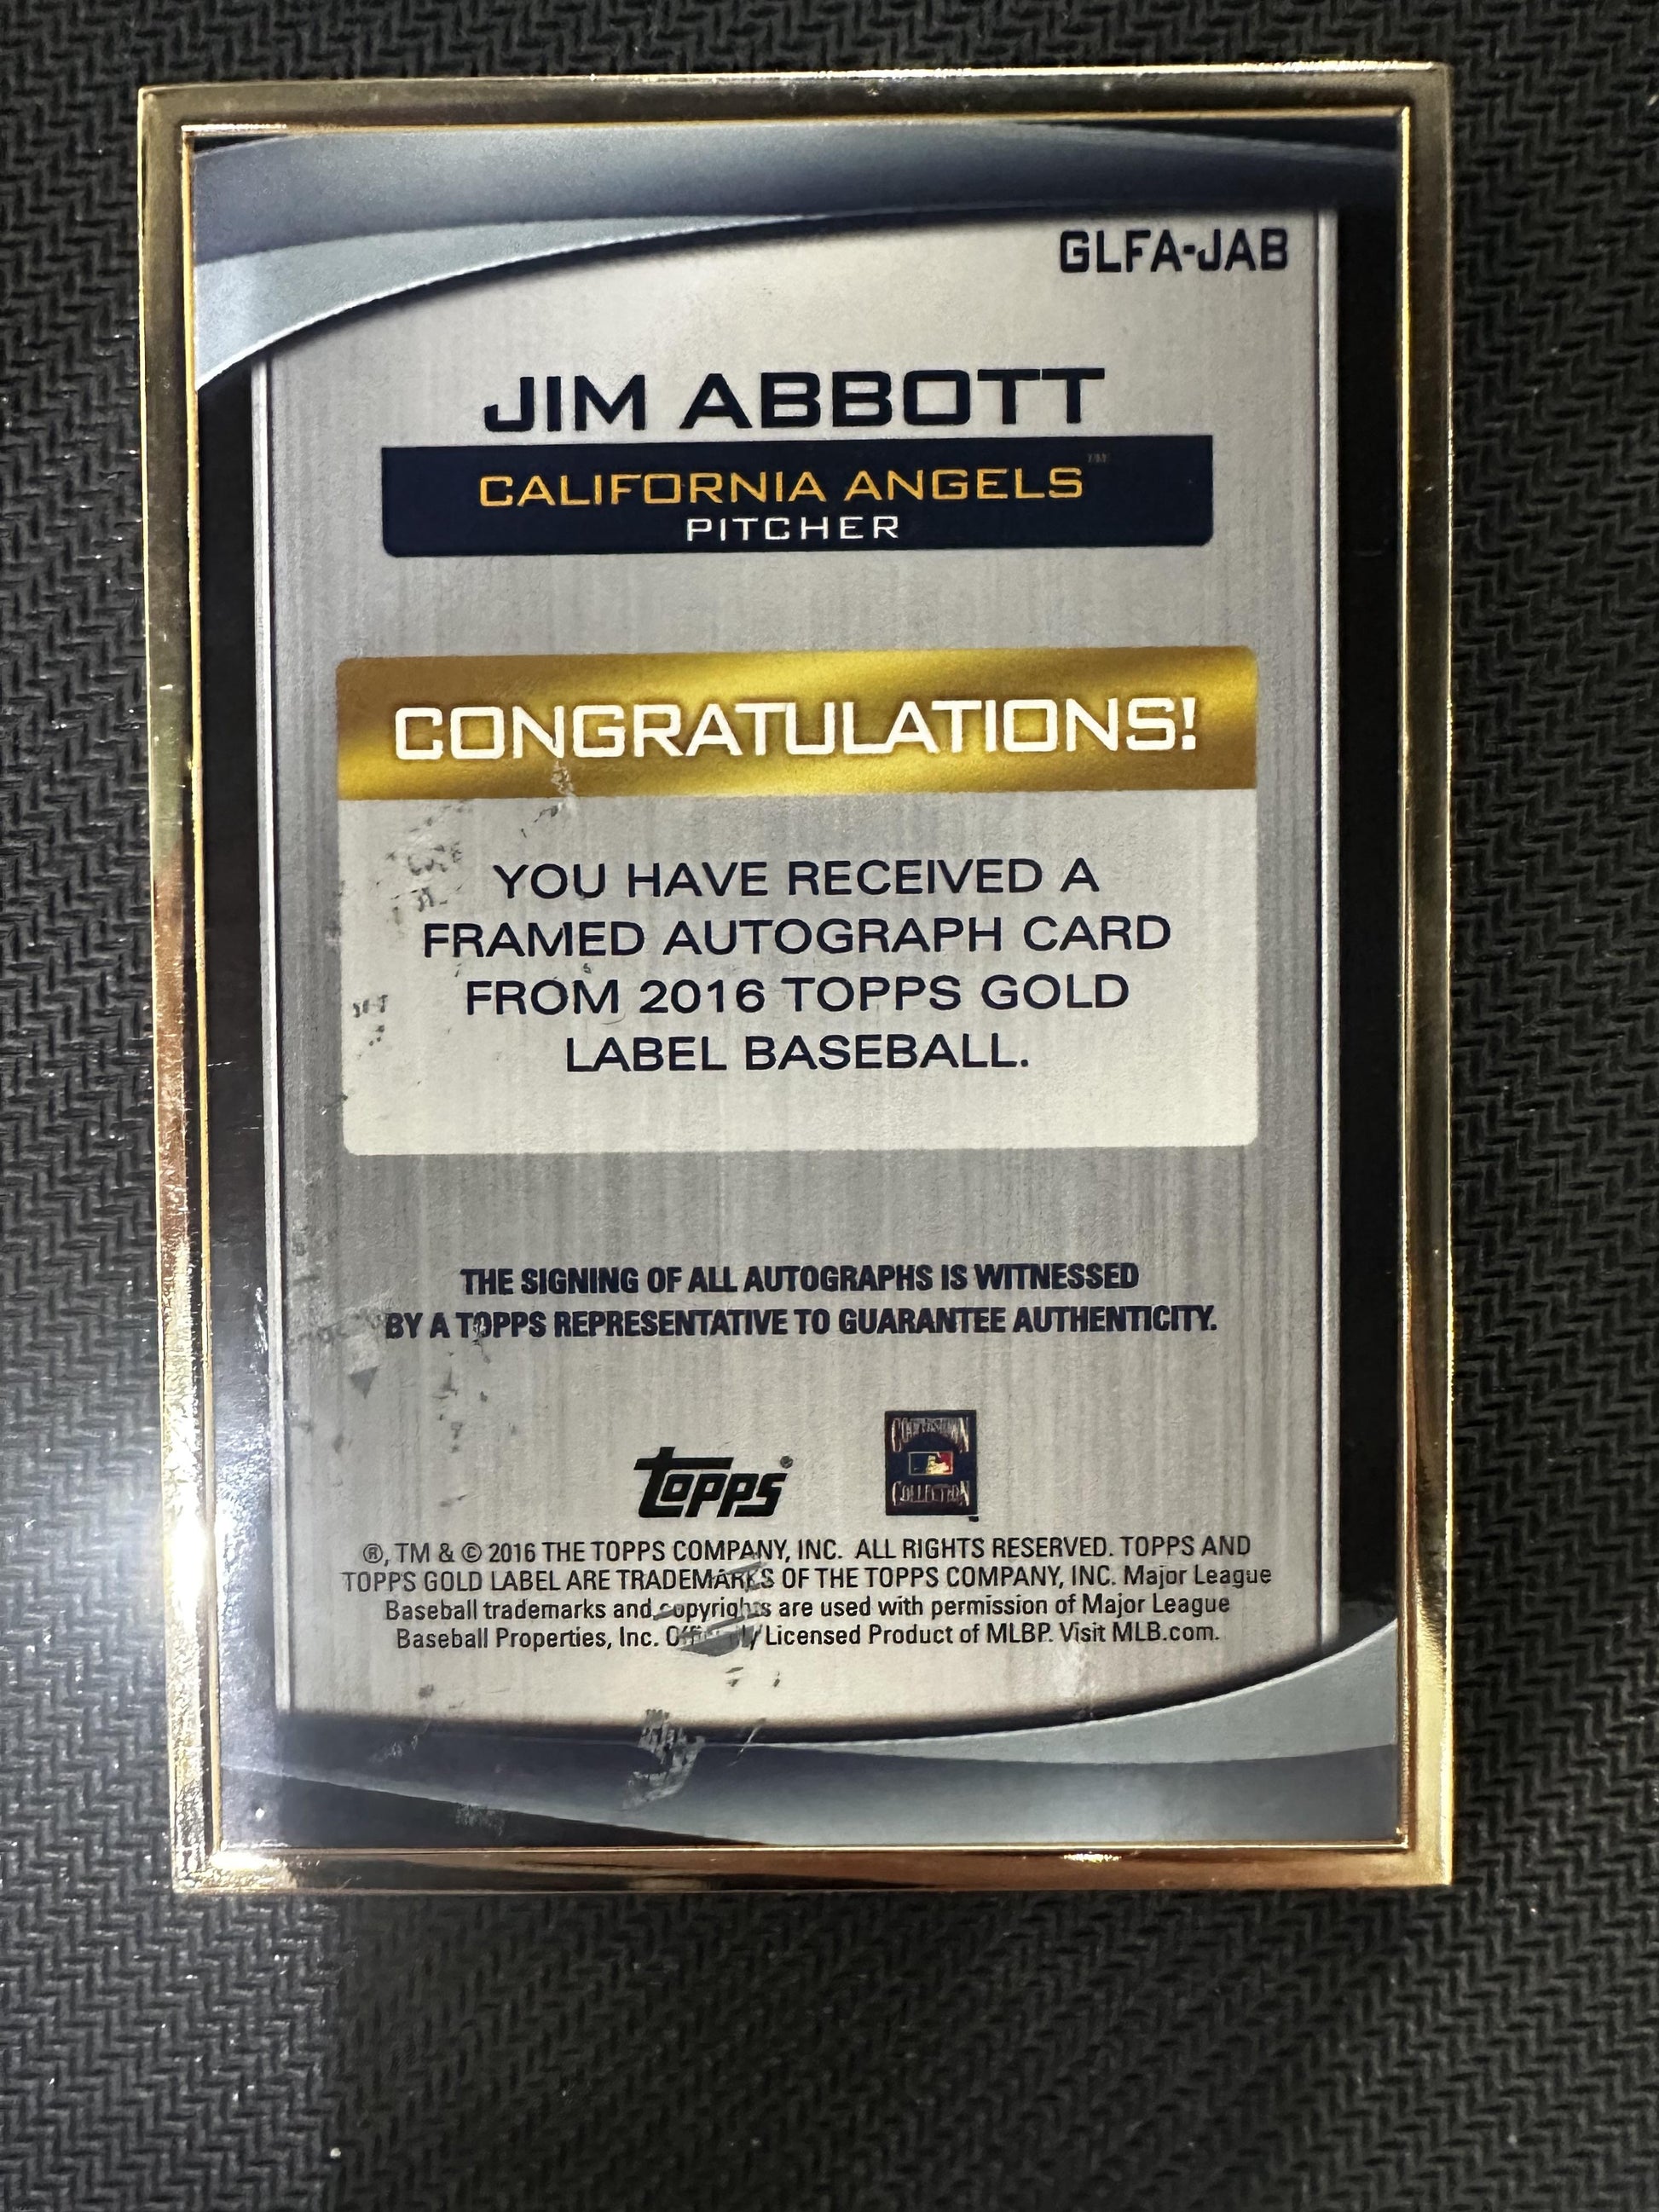 GLFA-JAB
JIM ABBOTT
CALIFORNIA ANGELS™
PITCHER
CONGRATULATIONS!
YOU HAVE RECEIVED A
FRAMED AUTOGRAPH CARD
FROM 2016 TOPPS GOLD
LABEL BASEBALL.
THE SIGNING OF ALL AUTOGRAPHS IS WITNESSED
BY A TOPPS REPRESENTATIVE TO GUARANTEE AUTHENTICITY.
topps®
COOPERSTOWN
COLLECTION
®, TM & © 2016 THE TOPPS COMPANY, INC. ALL RIGHTS RESERVED. TOPPS AND
TOPPS GOLD LABEL ARE TRADEMARKS OF THE TOPPS COMPANY, INC. Major League
Baseball trademarks and copyrights are used with permission of Major League
Baseball Properties, Inc. Officially Licensed Product of MLBP. Visit MLB.com.